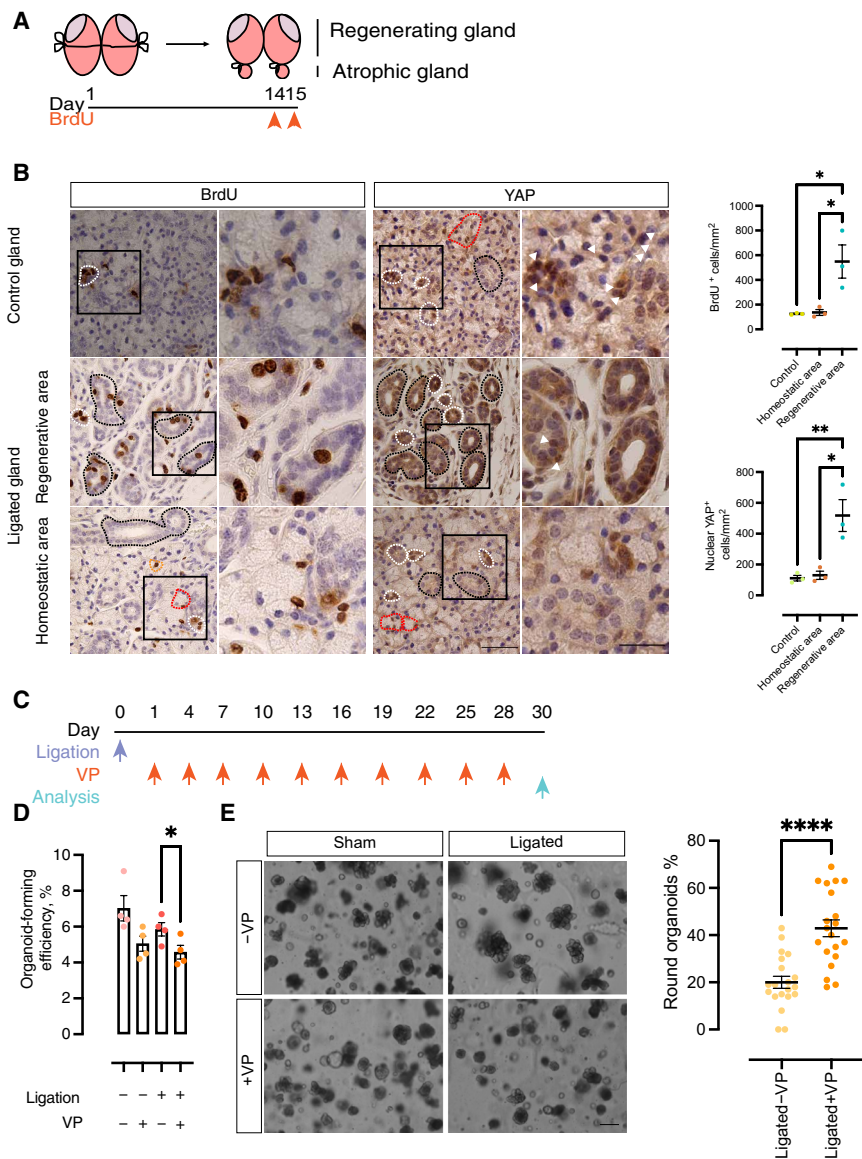 A
Regenerating gland
Atrophic gland
1
1415
Day
BrdU
B
BrdU
YAP
Control gland
Ligated gland
Regenerative area
Homeostatic area
BrdU + cells/mm2
1000
800
600
400
200
0
*
*
Control
Homeostatic area
Regenerative area
Nuclear YAP+
cells/mm2
800
600
400
200
0
**
*
Control
Homeostatic area
Regenerative area
C
0 1 4 7 10 13 16 19 22 25 28 30
Day
Ligation
VP
Analysis
D
Organoid-forming
efficiency, %
10
8
6
4
0
*
Ligation − − + +
VP − + − +
E
Sham
Ligated
−VP
+VP
Round organoids %
80
60
40
20
0
****
Ligated−VP
Ligated+VP